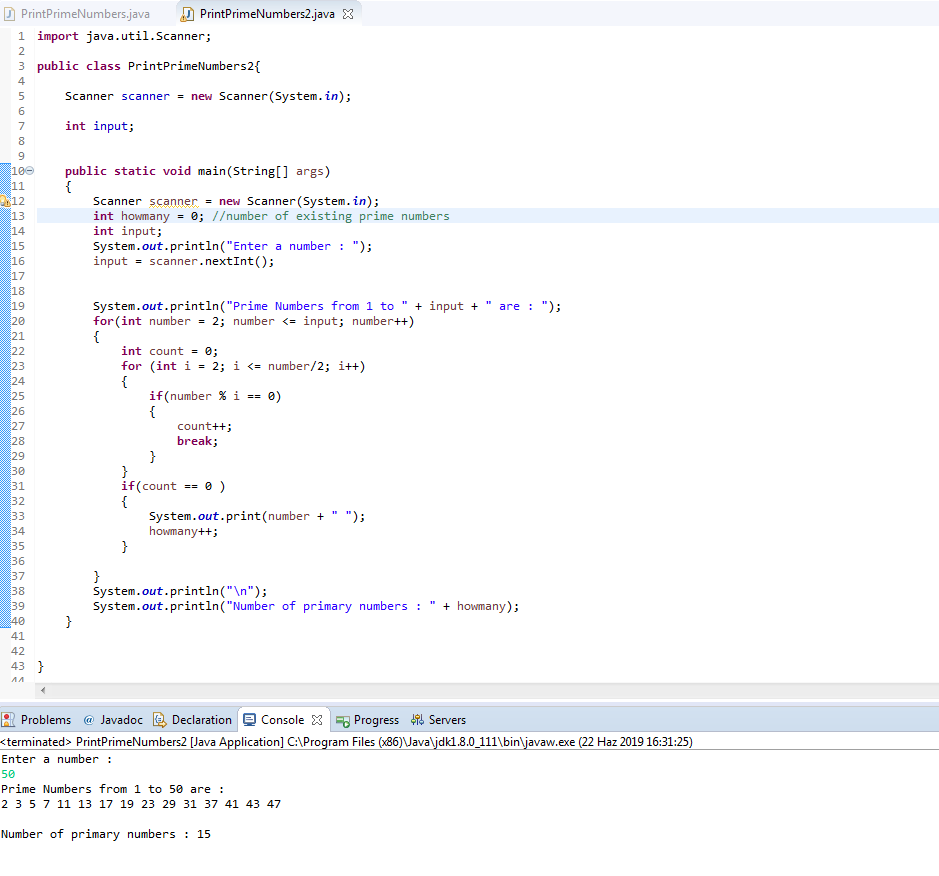 PrintPrimeNumbers.java PrintPrimeNumbers2.java
1 import java.util.Scanner;
2
3 public class PrintPrimeNumbers2{
4
5 Scanner scanner = new Scanner(System.in);
6
7 int input;
8
9
10 public static void main(String[] args)
11 {
12 Scanner scanner = new Scanner(System.in);
13 int howmany = 0; //number of existing prime numbers
14 int input;
15 System.out.println("Enter a number : ");
16 input = scanner.nextInt();
17
18
19 System.out.println("Prime Numbers from 1 to " + input + " are : ");
20 for(int number = 2; number <= input; number++)
21 {
22 int count = 0;
23 for (int i = 2; i <= number/2; i++)
24 {
25 if(number % i == 0)
26 {
27 count++;
28 break;
29 }
30 }
31 if(count == 0 )
32 {
33 System.out.print(number + " ");
34 howmany++;
35 }
36
37 }
38 System.out.println("\n");
39 System.out.println("Number of primary numbers : " + howmany);
40 }
41
42
43 }
44
Problems @ Javadoc Declaration Console Progress Servers
<terminated> PrintPrimeNumbers2 [Java Application] C:\Program Files (x86)\Java\jdk1.8.0_111\bin\javaw.exe (22 Haz 2019 16:31:25)
Enter a number :
50
Prime Numbers from 1 to 50 are :
2 3 5 7 11 13 17 19 23 29 31 37 41 43 47
Number of primary numbers : 15